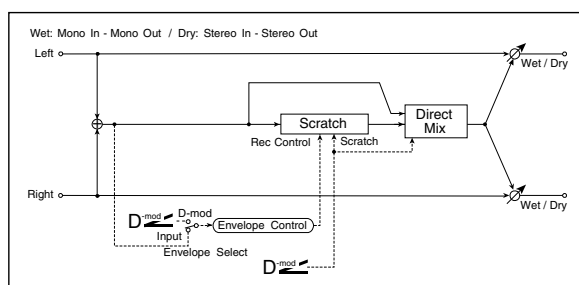 Wet: Mono In - Mono Out / Dry: Stereo In - Stereo Out
Left
Wet / Dry
Scratch
Direct
Mix
Rec Control
Scratch
Right
Wet / Dry
D-mod
D-mod
Input
Envelope Control
Envelope Select
D-mod